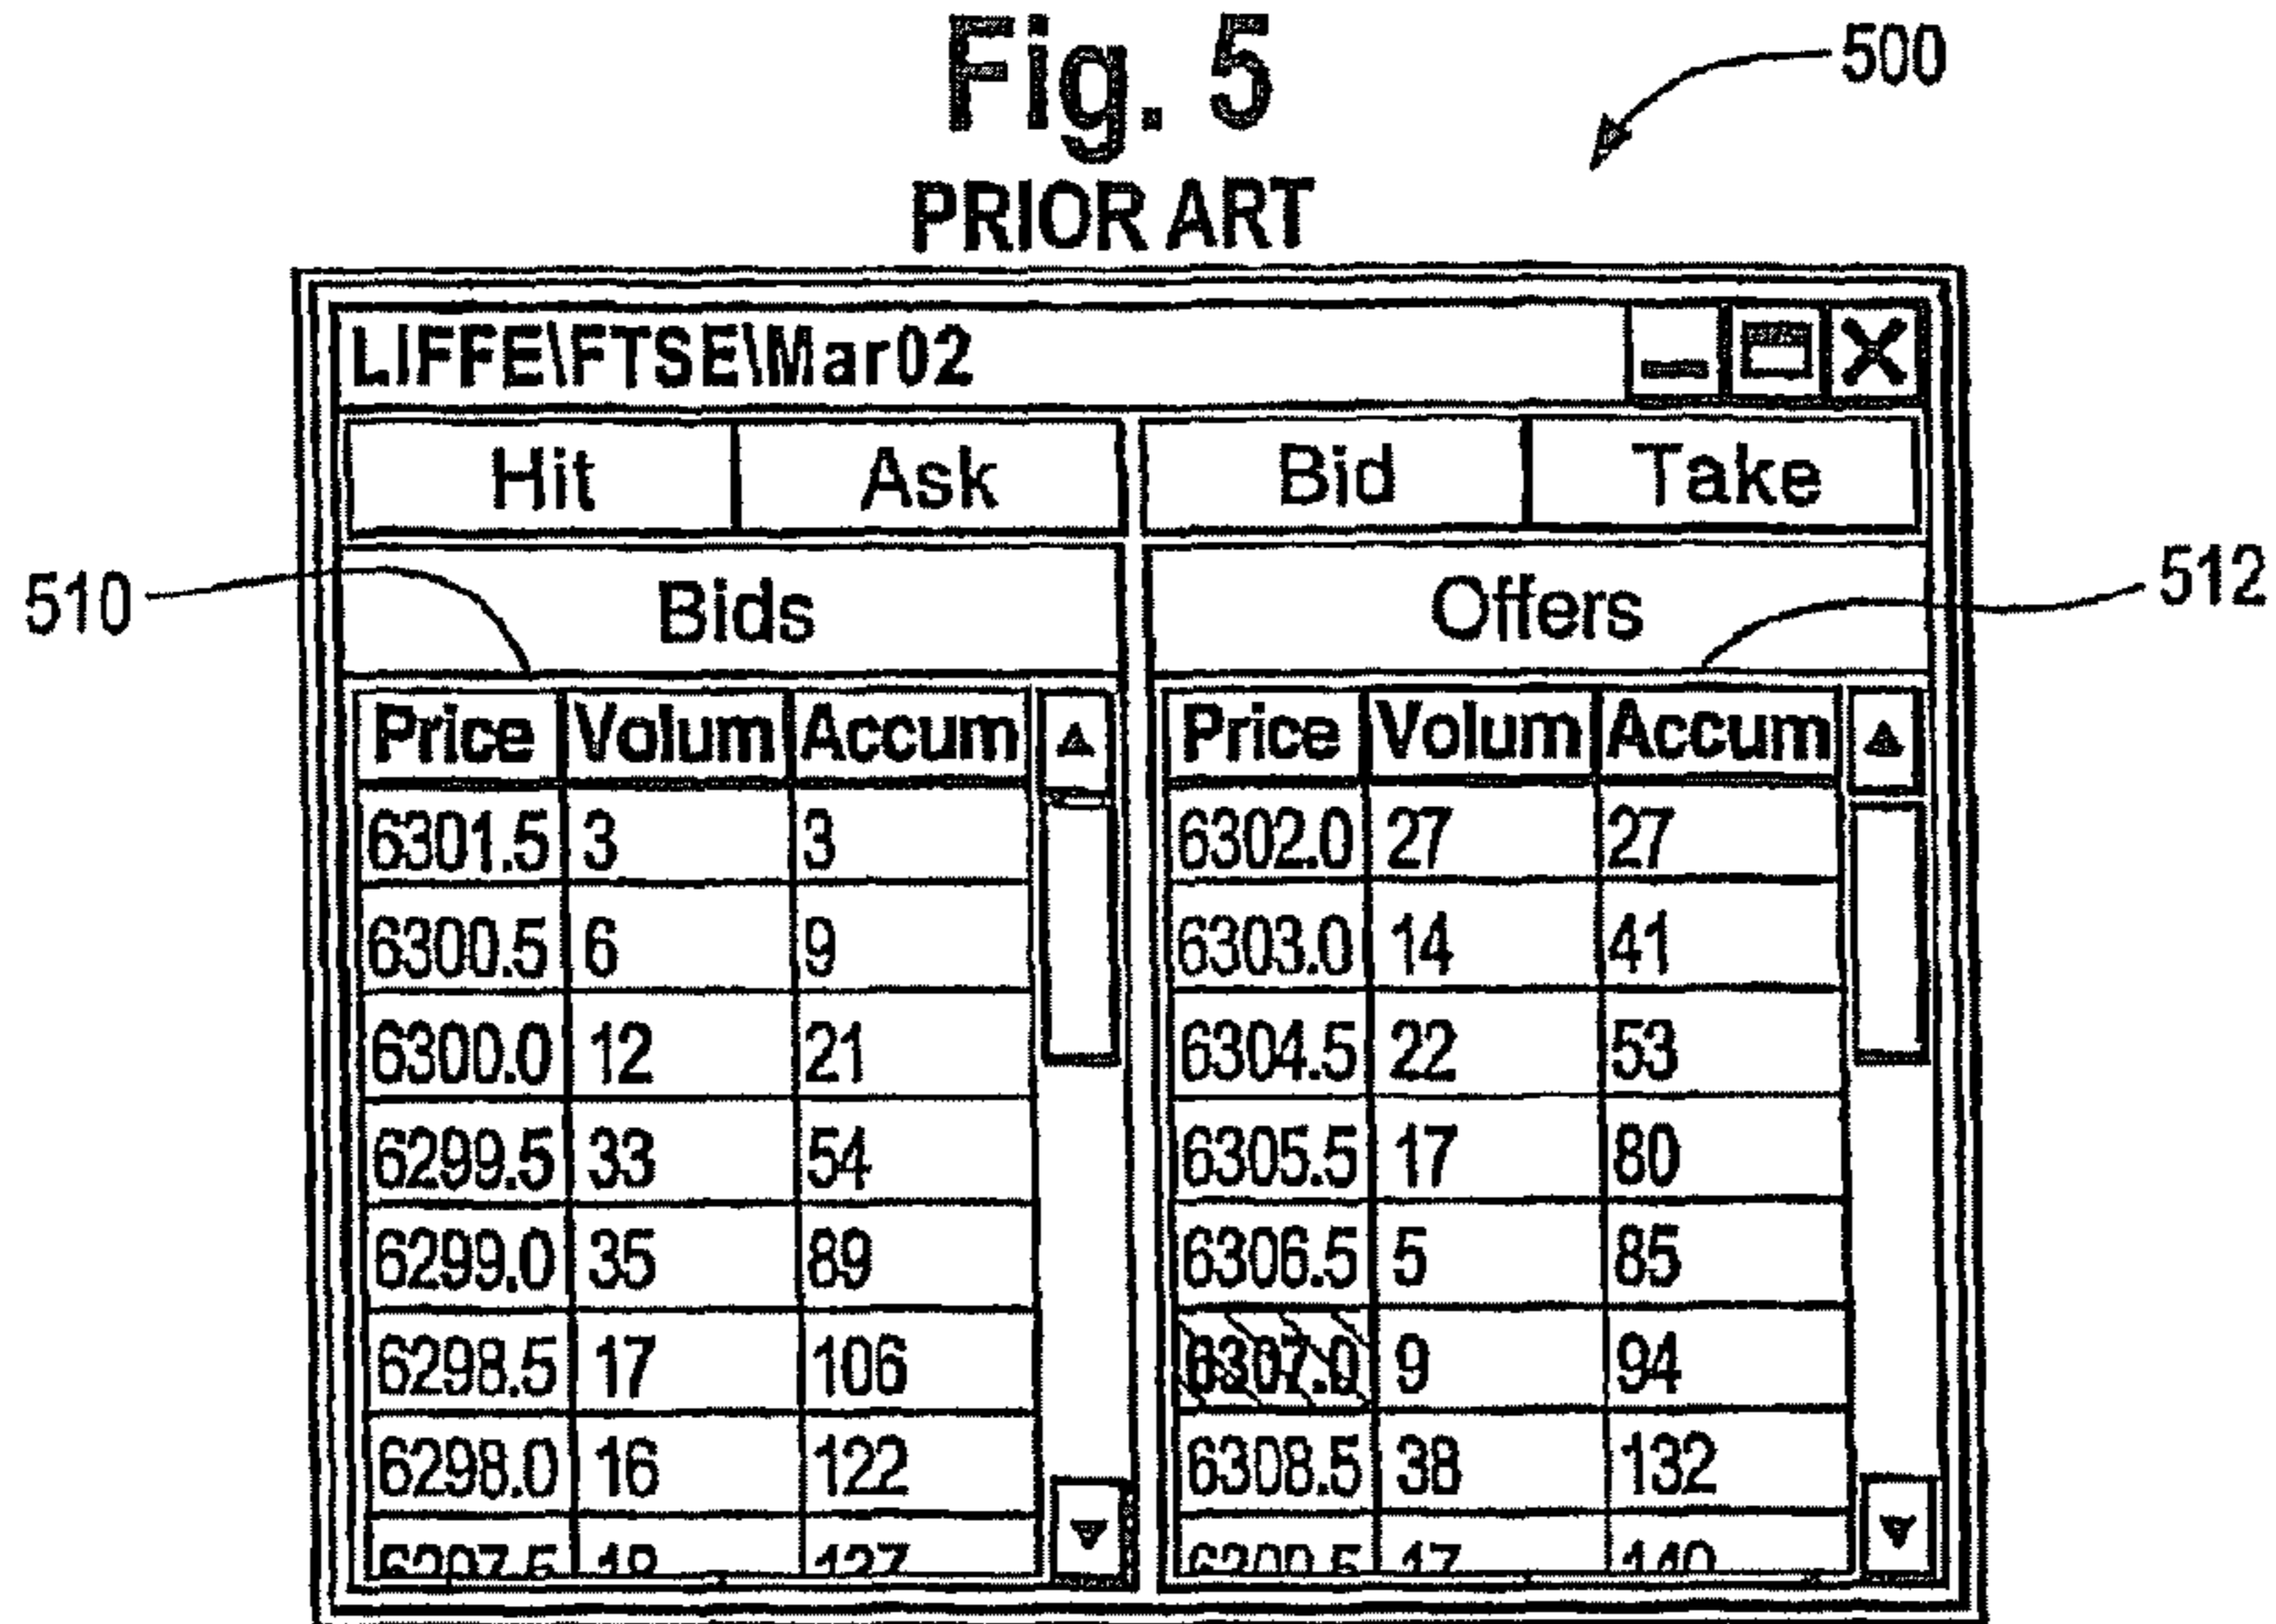 Fig. 5
500
PRIOR ART
LIFFE\FTSE\Mar02
Hit Ask Bid Take
510 Bids Offers 512
Price Volum Accum Price Volum Accum
6301.5 3 3 6302.0 27 27
6300.5 6 9 6303.0 14 41
6300.0 12 21 6304.5 22 53
6299.5 33 54 6305.5 17 80
6299.0 35 89 6306.5 5 85
6298.5 17 106 6307.0 9 94
6298.0 16 122 6308.5 38 132